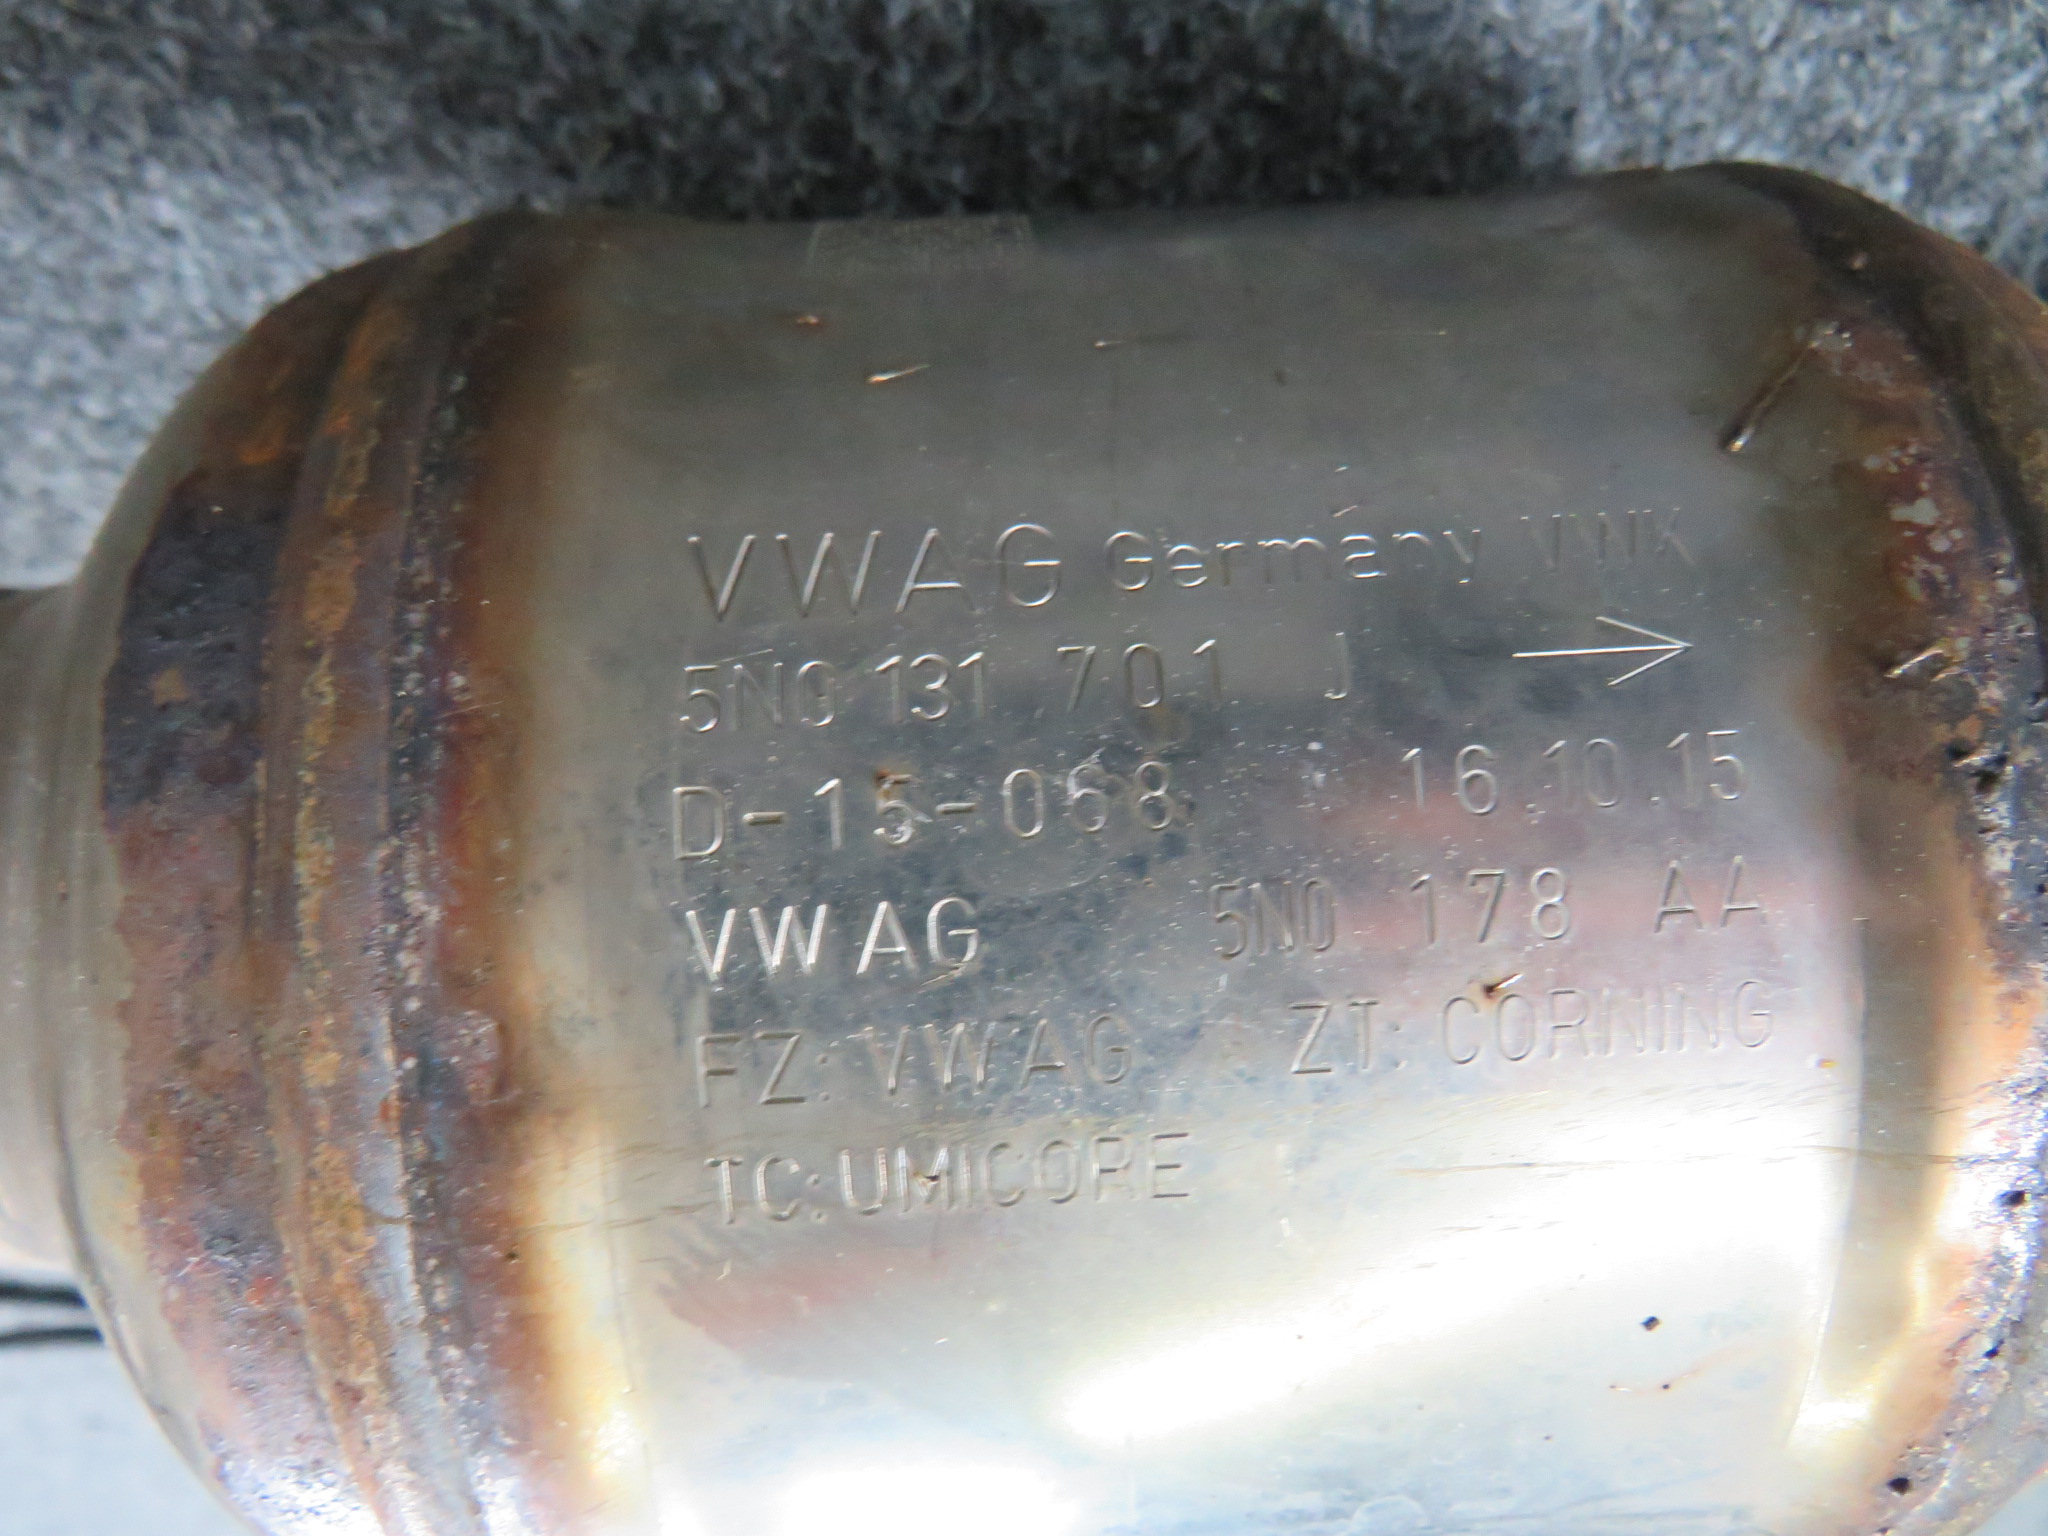 VWAG Germany VWK
5N0 131 701 J →
D-15-068 16.10.15
VWAG 5N0 178 AA
FZ: VWAG ZT: CORNING
TC: UMICORE